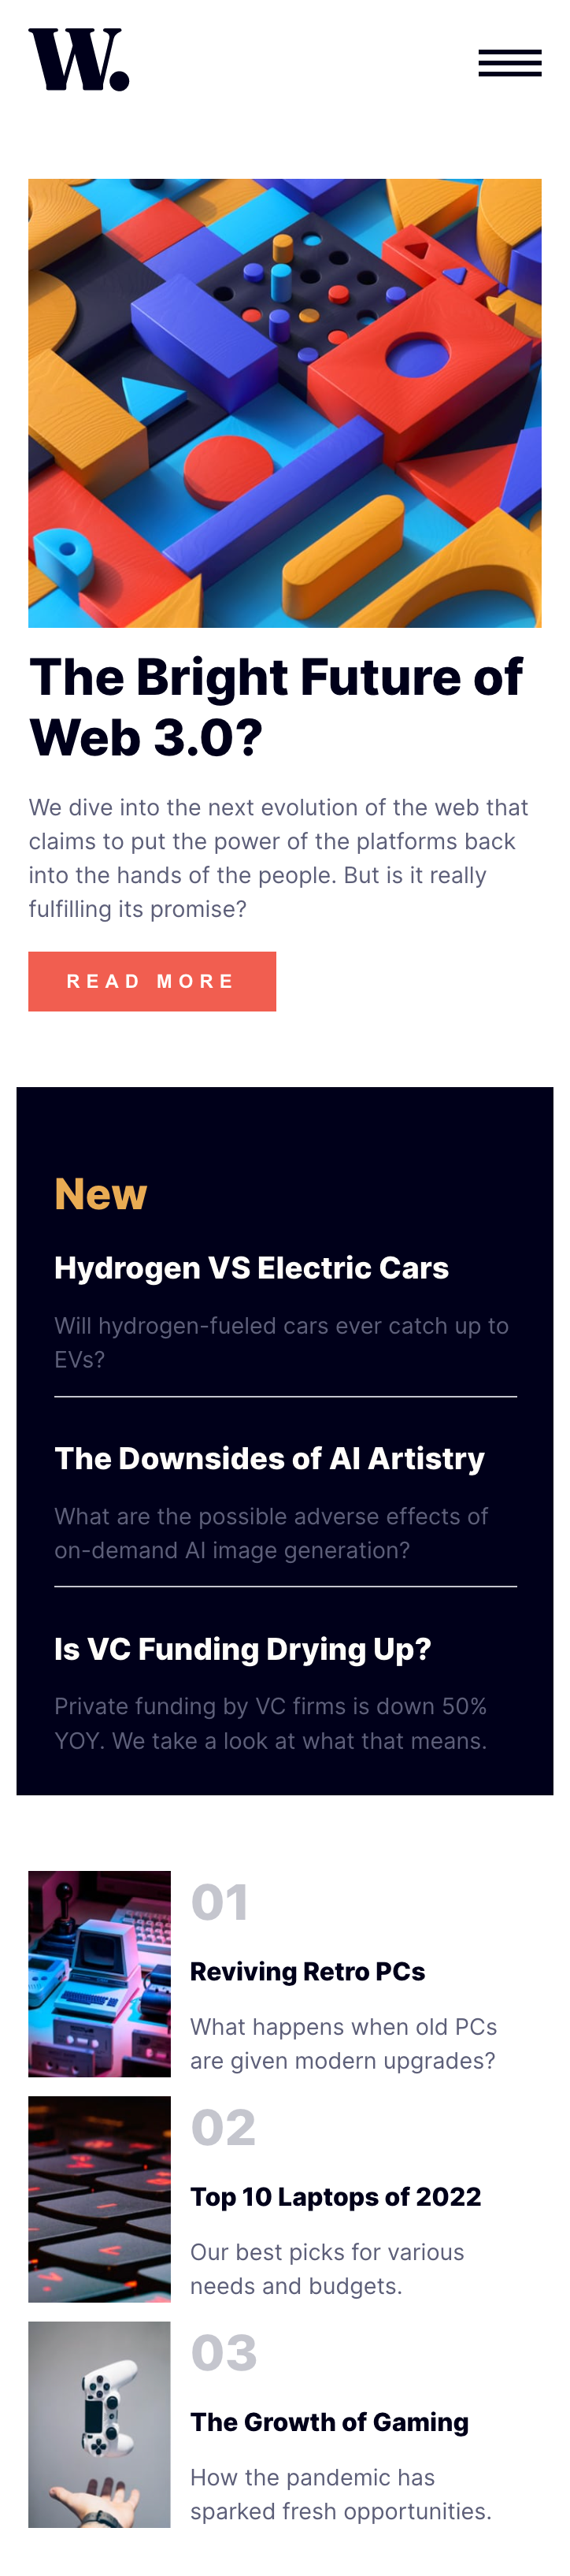 W.
The Bright Future of
Web 3.0?
We dive into the next evolution of the web that
claims to put the power of the platforms back
into the hands of the people. But is it really
fulfilling its promise?
READ MORE
New
Hydrogen VS Electric Cars
Will hydrogen-fueled cars ever catch up to
EVs?
The Downsides of AI Artistry
What are the possible adverse effects of
on-demand AI image generation?
Is VC Funding Drying Up?
Private funding by VC firms is down 50%
YOY. We take a look at what that means.
01
Reviving Retro PCs
What happens when old PCs
are given modern upgrades?
02
Top 10 Laptops of 2022
Our best picks for various
needs and budgets.
03
The Growth of Gaming
How the pandemic has
sparked fresh opportunities.